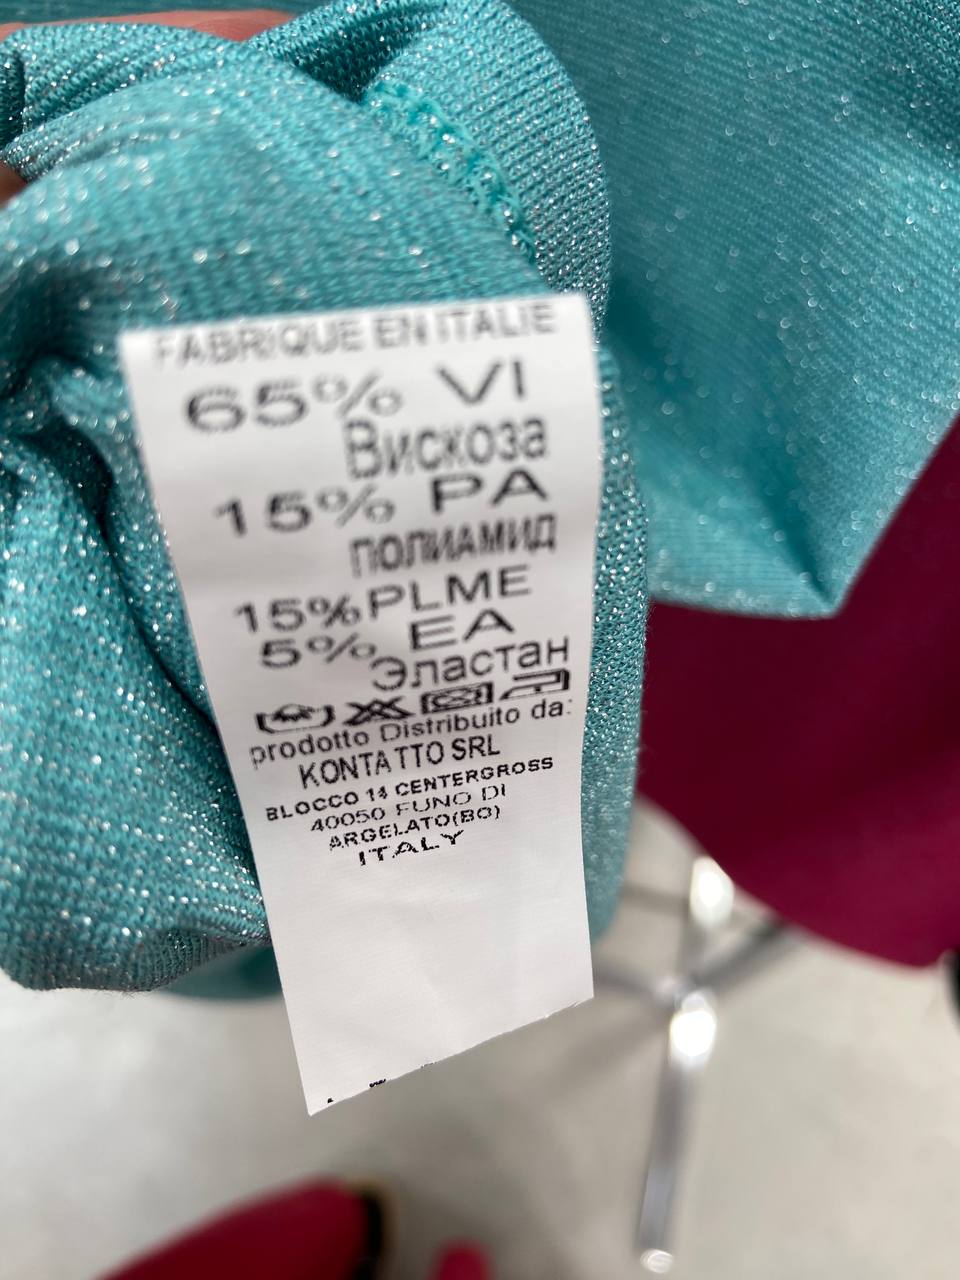 FABRIQUE EN ITALIE
65% VI
Вискоза
15% PA
полиамид
15% PLME
5% EA
Эластан
prodotto Distribuito da:
KONTATTO SRL
BLOCCO 14 CENTERGROSS
40050 FUNO DI
ARGELATO(BO)
ITALY